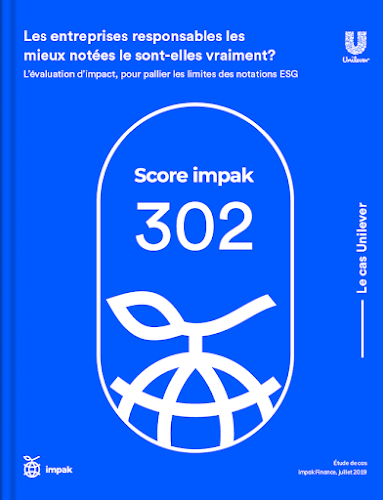 Les entreprises responsables les
mieux notées le sont-elles vraiment?
L'évaluation d'impact, pour pallier les limites des notations ESG
Unilever
Score impak
302
Le cas Unilever
impak
Étude de cas
impak Finance, juillet 2019